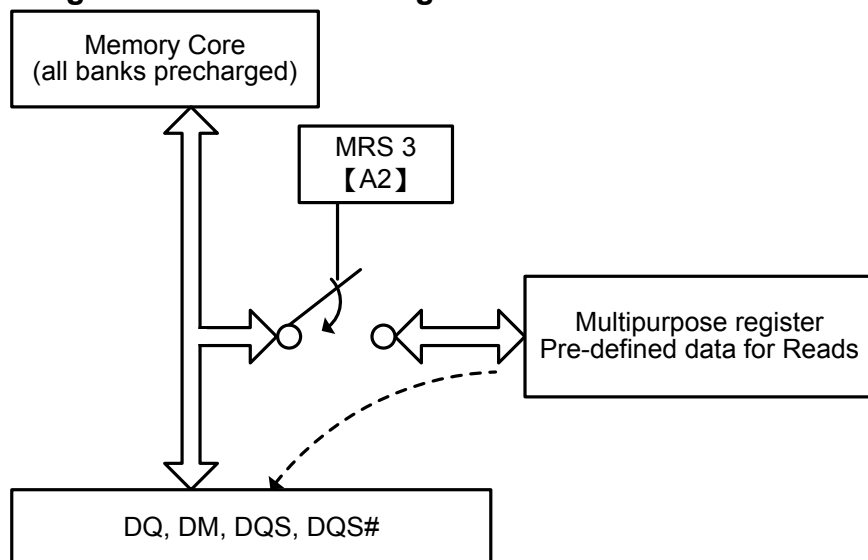 Memory Core
(all banks precharged)
MRS 3
【A2】
Multipurpose register
Pre-defined data for Reads
DQ, DM, DQS, DQS#